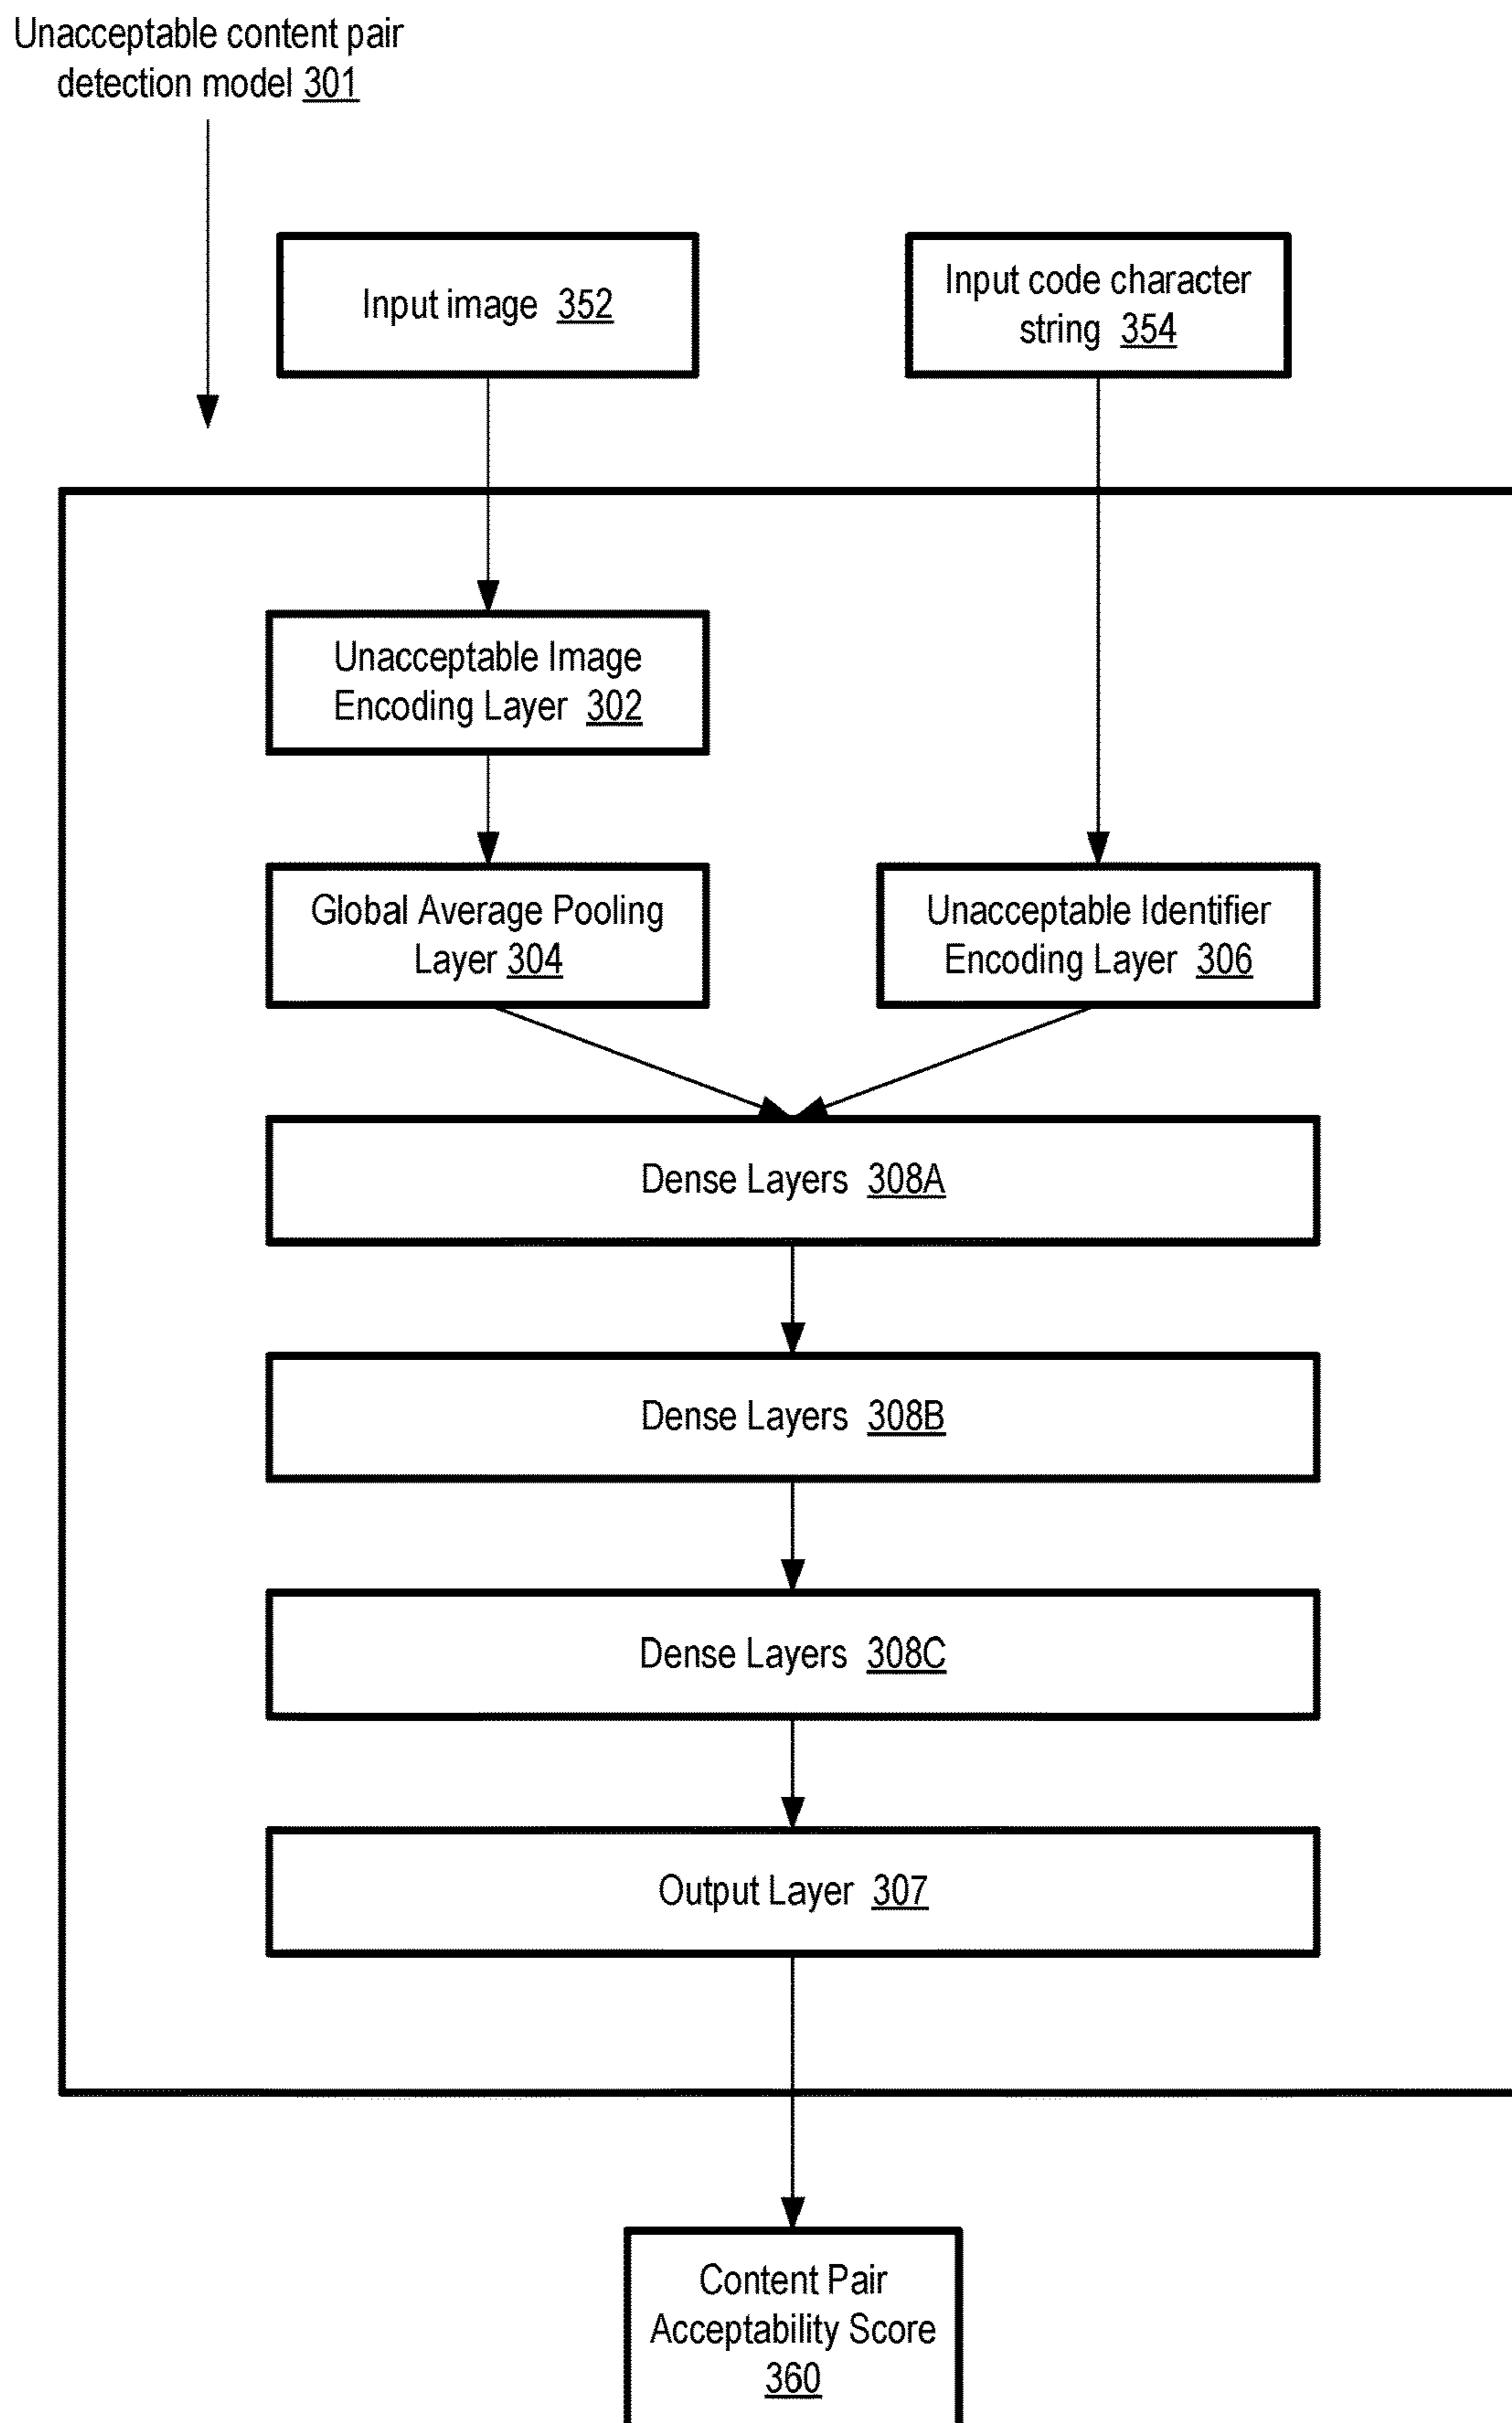 Unacceptable content pair
detection model 301
Input image 352
Input code character
string 354
Unacceptable Image
Encoding Layer 302
Global Average Pooling
Layer 304
Unacceptable Identifier
Encoding Layer 306
Dense Layers 308A
Dense Layers 308B
Dense Layers 308C
Output Layer 307
Content Pair
Acceptability Score
360